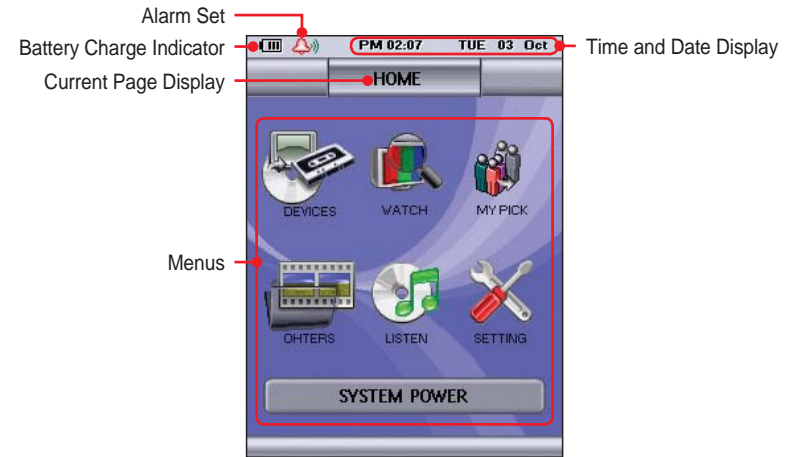 Alarm Set
Battery Charge Indicator
PM 02:07 TUE 03 Oct
Time and Date Display
Current Page Display
HOME
DEVICES WATCH MY PICK
Menus
OHTERS LISTEN SETTING
SYSTEM POWER